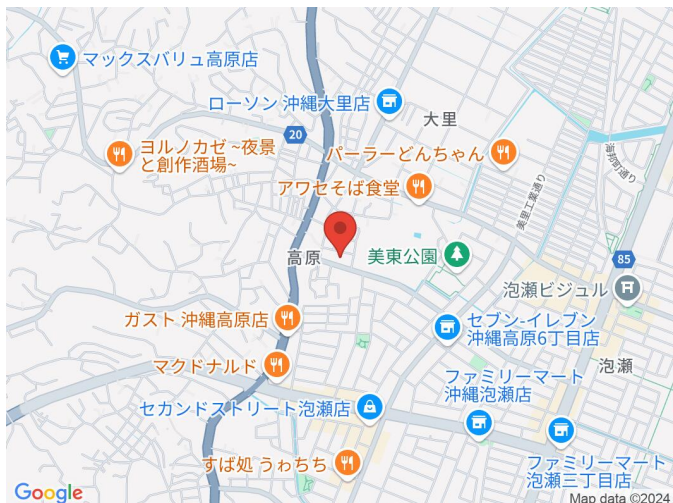 マックスバリュ高原店
ローソン 沖縄大里店
大里
20
ヨルノカゼ ~夜景
と創作酒場~
パーラーどんちゃん
アワセそば食堂
海邦町通り
美里工業通り
高原
美東公園
85
泡瀬ビジュル
ガスト 沖縄高原店
セブン-イレブン
沖縄高原6丁目店
マクドナルド
泡瀬
ファミリーマート
沖縄泡瀬店
セカンドストリート泡瀬店
すば処 うゎちち
ファミリーマート
泡瀬三丁目店
Google
Map data ©2024